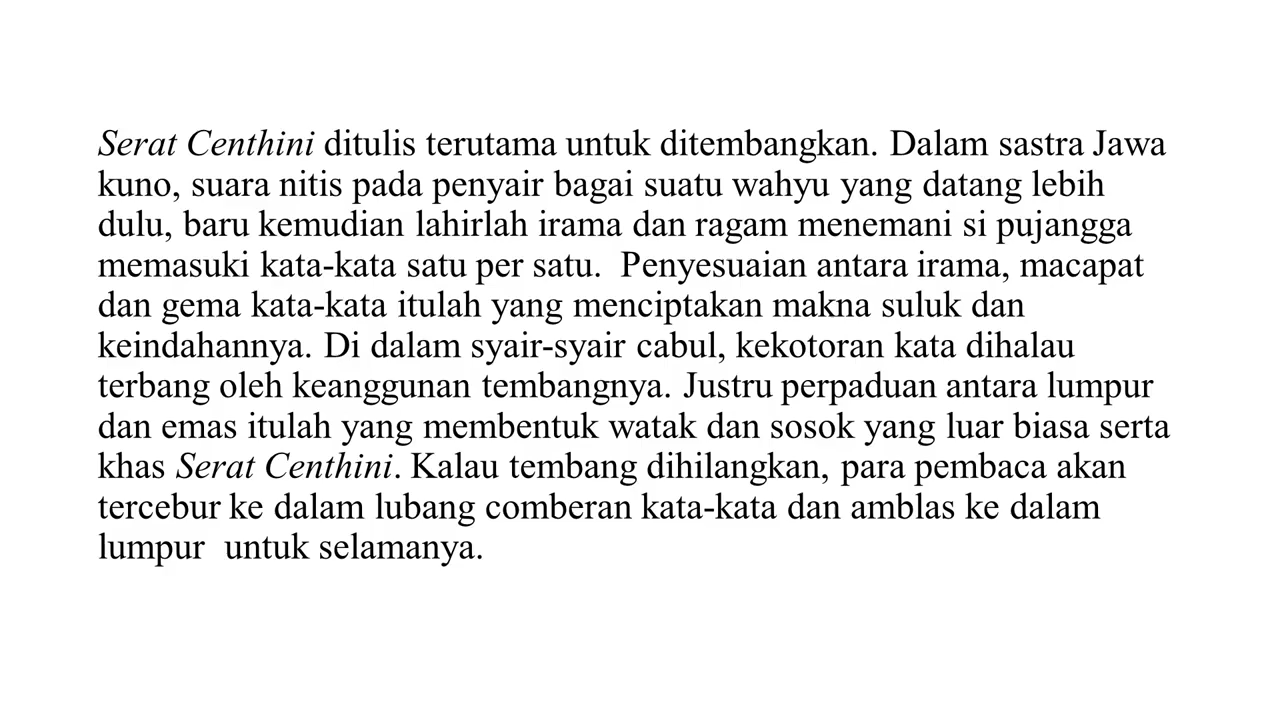 Serat Centhini ditulis terutama untuk ditembangkan. Dalam sastra Jawa
kuno, suara nitis pada penyair bagai suatu wahyu yang datang lebih
dulu, baru kemudian lahirlah irama dan ragam menemani si pujangga
memasuki kata-kata satu per satu.  Penyesuaian antara irama, macapat
dan gema kata-kata itulah yang menciptakan makna suluk dan
keindahannya. Di dalam syair-syair cabul, kekotoran kata dihalau
terbang oleh keanggunan tembangnya. Justru perpaduan antara lumpur
dan emas itulah yang membentuk watak dan sosok yang luar biasa serta
khas Serat Centhini. Kalau tembang dihilangkan, para pembaca akan
tercebur ke dalam lubang comberan kata-kata dan amblas ke dalam
lumpur  untuk selamanya.